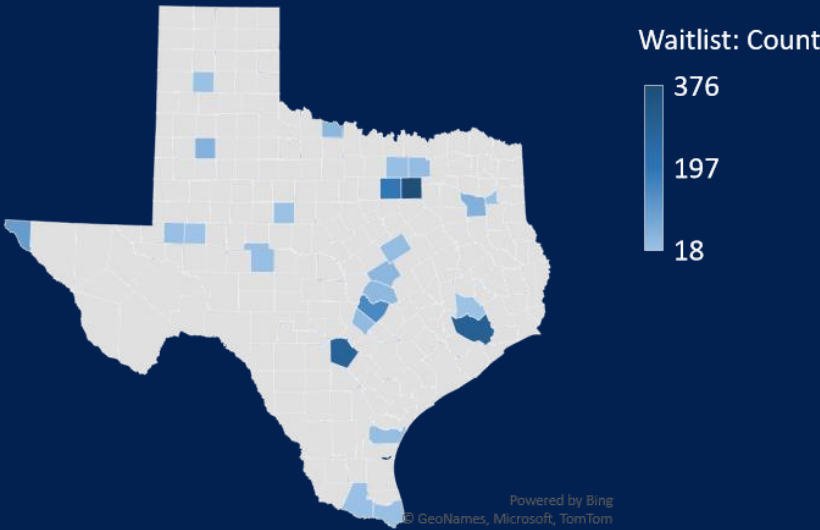 Waitlist: Count
376
197
18
Powered by Bing
© GeoNames, Microsoft, TomTom